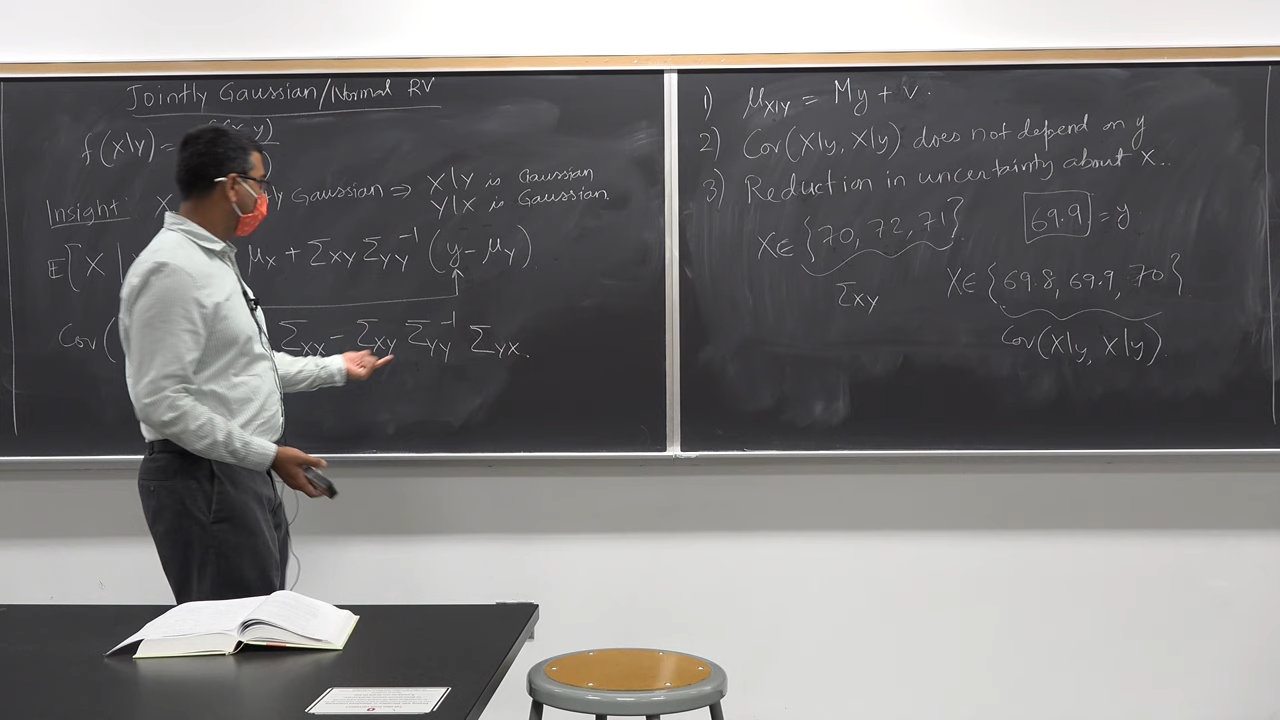 Jointly Gaussian/Normal RV
f(x|y) =
Insight: X Gaussian ⇒ X|Y is Gaussian
Y|X is Gaussian.
E[X| μx + Σxy Σyy⁻¹ (y - μy)
Cov( Σxx - Σxy Σyy⁻¹ Σyx.
1) μx|y = My + v.
2) Cov(X|y, X|y) does not depend on y
3) Reduction in uncertainty about X..
X∈ {70, 72, 71} 69.9 = y
Σxy X∈ {69.8, 69.9, 70}
Cov(X|y, X|y).